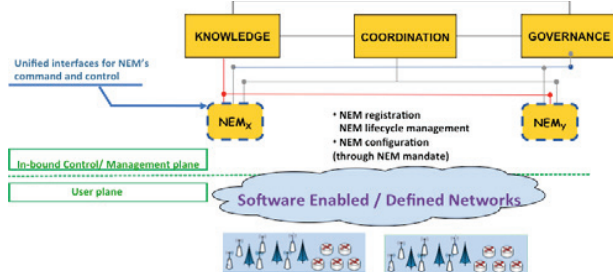 KNOWLEDGE
COORDINATION
GOVERNANCE
Unified interfaces for NEM's
command and control
NEMX
NEMY
• NEM registration
NEM lifecycle management
• NEM configuration
(through NEM mandate)
In-bound Control/ Management plane
User plane
Software Enabled / Defined Networks